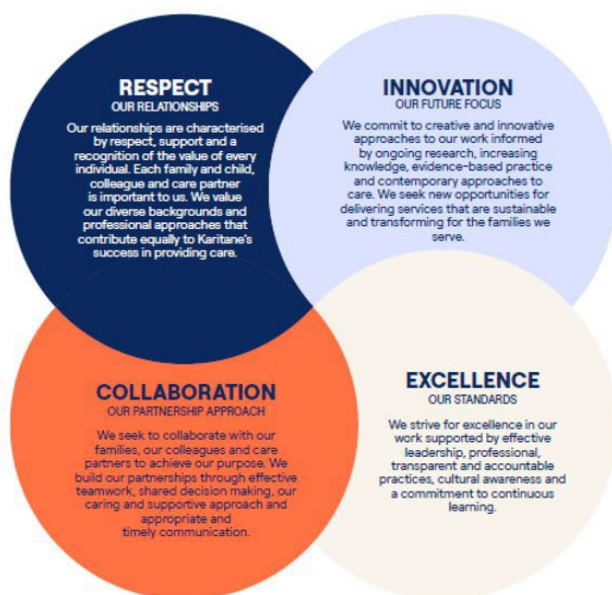 RESPECT
OUR RELATIONSHIPS
Our relationships are characterised
by respect, support and a
recognition of the value of every
individual. Each family and child,
colleague and care partner
is important to us. We value
our diverse backgrounds and
professional approaches that
contribute equally to Karitane's
success in providing care.
INNOVATION
OUR FUTURE FOCUS
We commit to creative and innovative
approaches to our work informed
by ongoing research, increasing
knowledge, evidence-based practice
and contemporary approaches to
care. We seek new opportunities for
delivering services that are sustainable
and transforming for the families we
serve.
COLLABORATION
OUR PARTNERSHIP APPROACH
We seek to collaborate with our
families, our colleagues and care
partners to achieve our purpose. We
build our partnerships through effective
teamwork, shared decision making, our
caring and supportive approach and
appropriate and
timely communication.
EXCELLENCE
OUR STANDARDS
We strive for excellence in our
work supported by effective
leadership, professional,
transparent and accountable
practices, cultural awareness and
a commitment to continuous
learning.